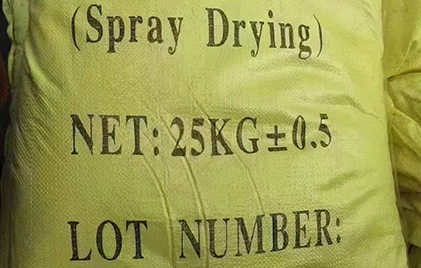 (Spray Drying)
NET: 25KG±0.5
LOT NUMBER: